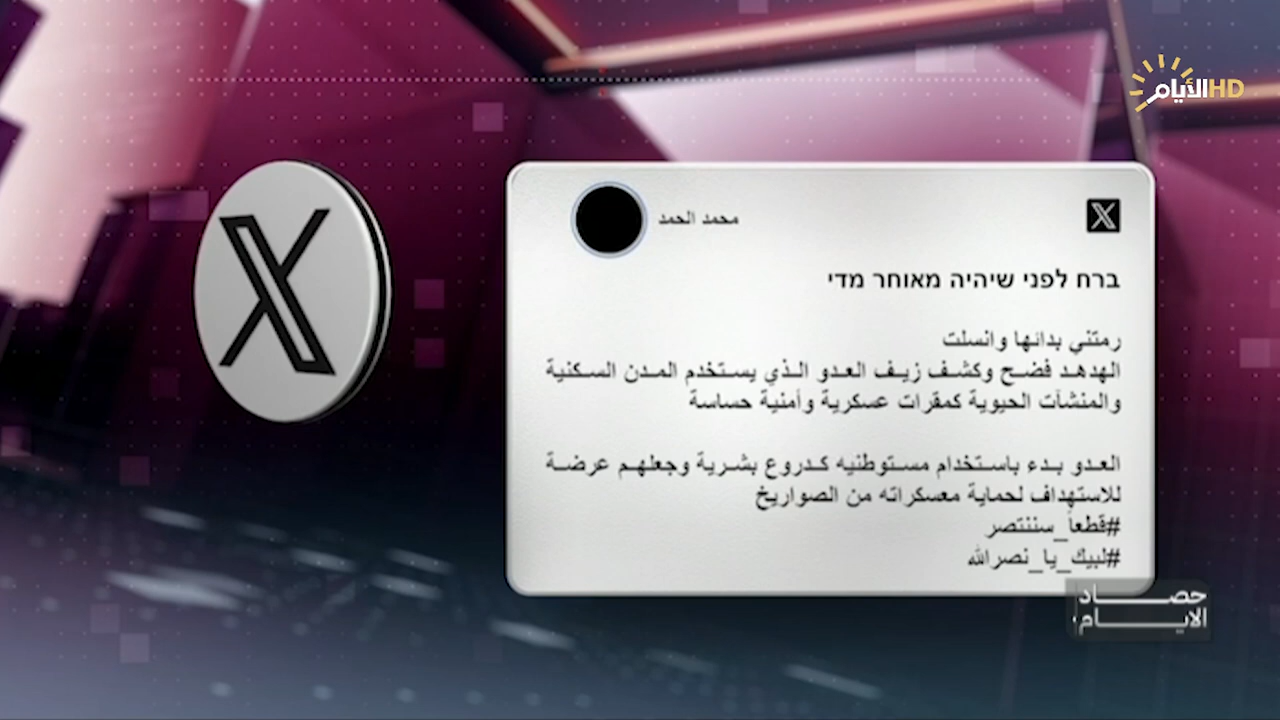 الأيام HD
محمد الحمد
ברח לפני שיהיה מאוחר מדי
رمتني بدائها وانسلت
الهدهد فضح وكشف زيف العدو الذي يستخدم المدن السكنية
والمنشآت الحيوية كمقرات عسكرية وأمنية حساسة
العدو بدء باستخدام مستوطنيه كدروع بشرية وجعلهم عرضة
للاستهداف لحماية معسكراته من الصواريخ
#قطعاً_سننتصر
#لبيك_يا_نصرالله
حصاد
الايام